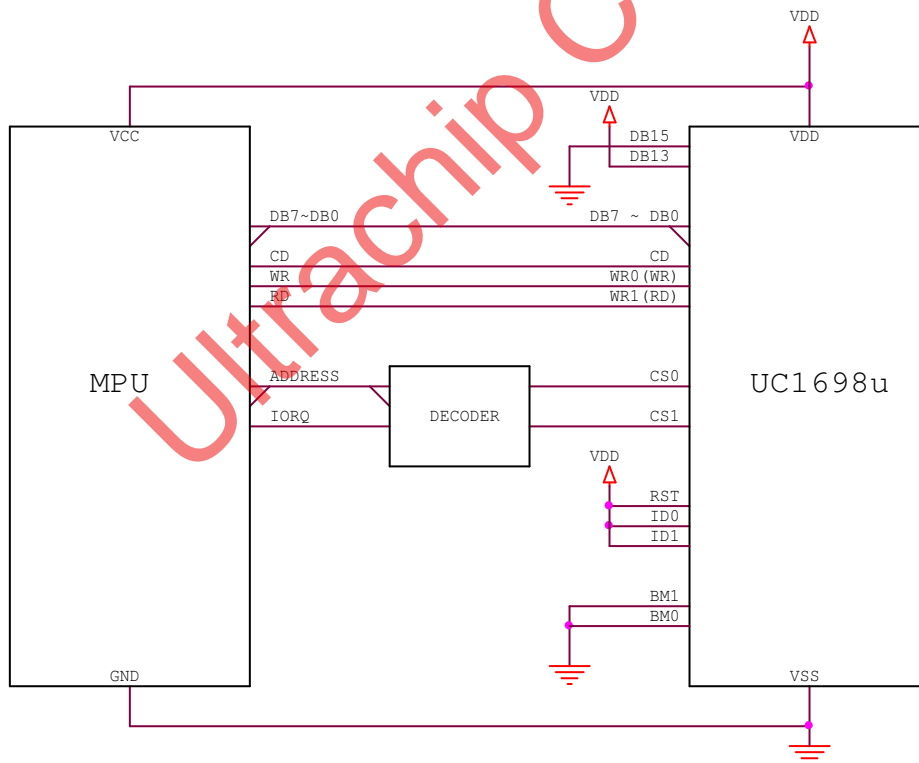 VDD
VDD
VCC
DB15
VDD
DB13
DB7~DB0
DB7 ~ DB0
CD
CD
WR
WR0(WR)
RD
WR1(RD)
MPU
ADDRESS
CS0
UC1698u
IORQ
DECODER
CS1
VDD
RST
ID0
ID1
BM1
BM0
GND
VSS
Ultrachip C